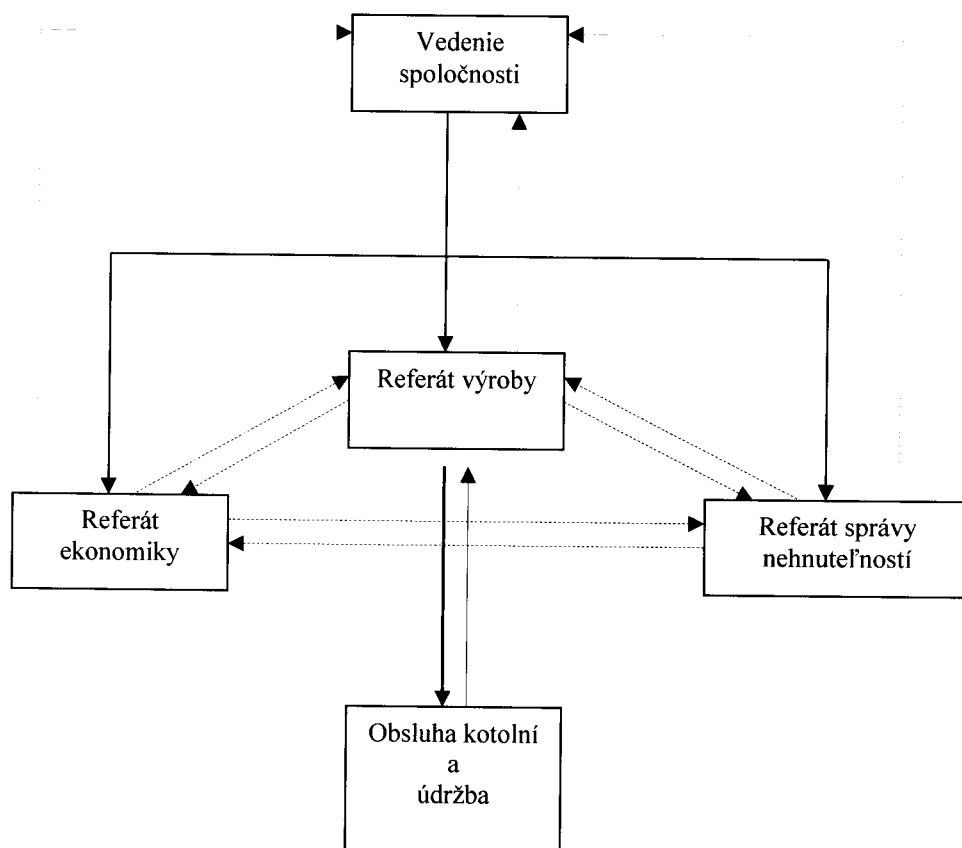 Vedenie
spoločnosti
Referát výroby
Referát
ekonomiky
Referát správy
nehnuteľností
Obsluha kotolní
a
údržba